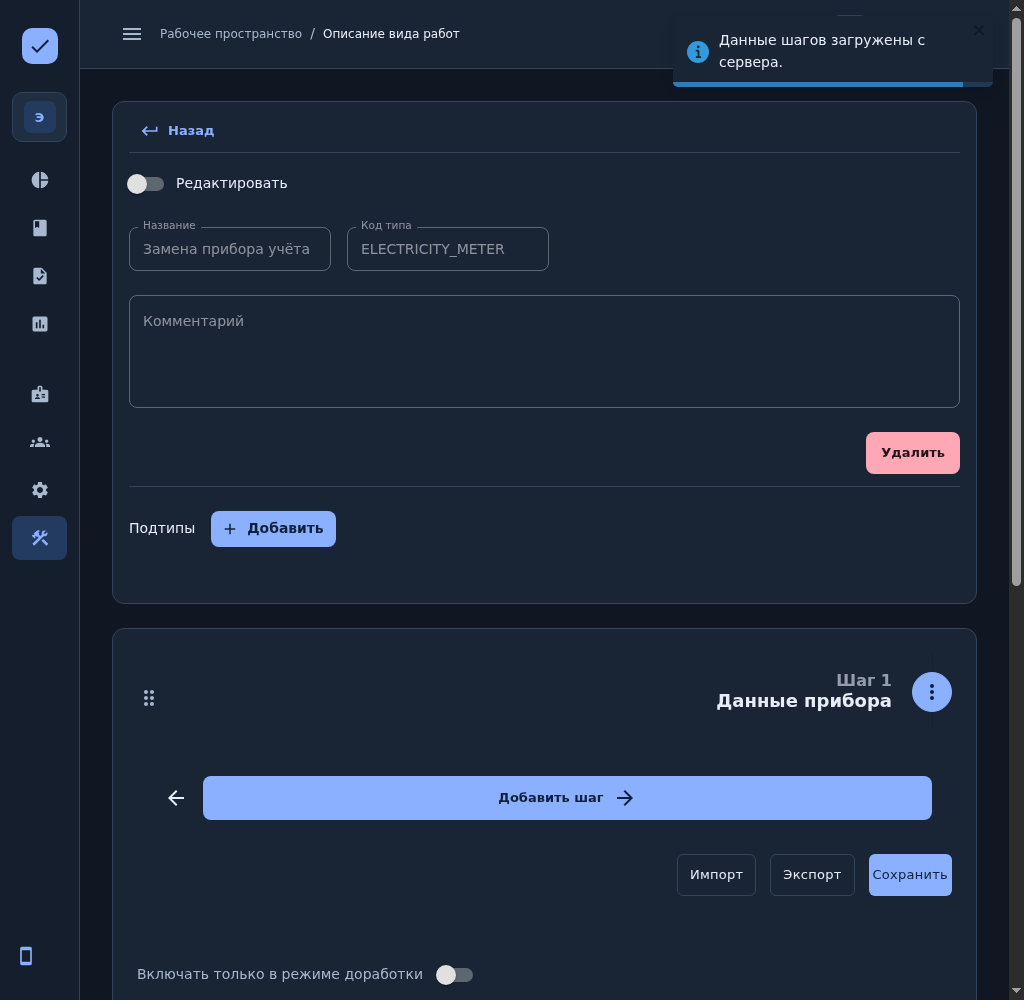 Рабочее пространство / Описание вида работ
Данные шагов загружены с
сервера.
Э
Назад
Редактировать
Название
Замена прибора учёта
Код типа
ELECTRICITY_METER
Комментарий
Удалить
Подтипы
Добавить
Шаг 1
Данные прибора
Добавить шаг
Импорт
Экспорт
Сохранить
Включать только в режиме доработки